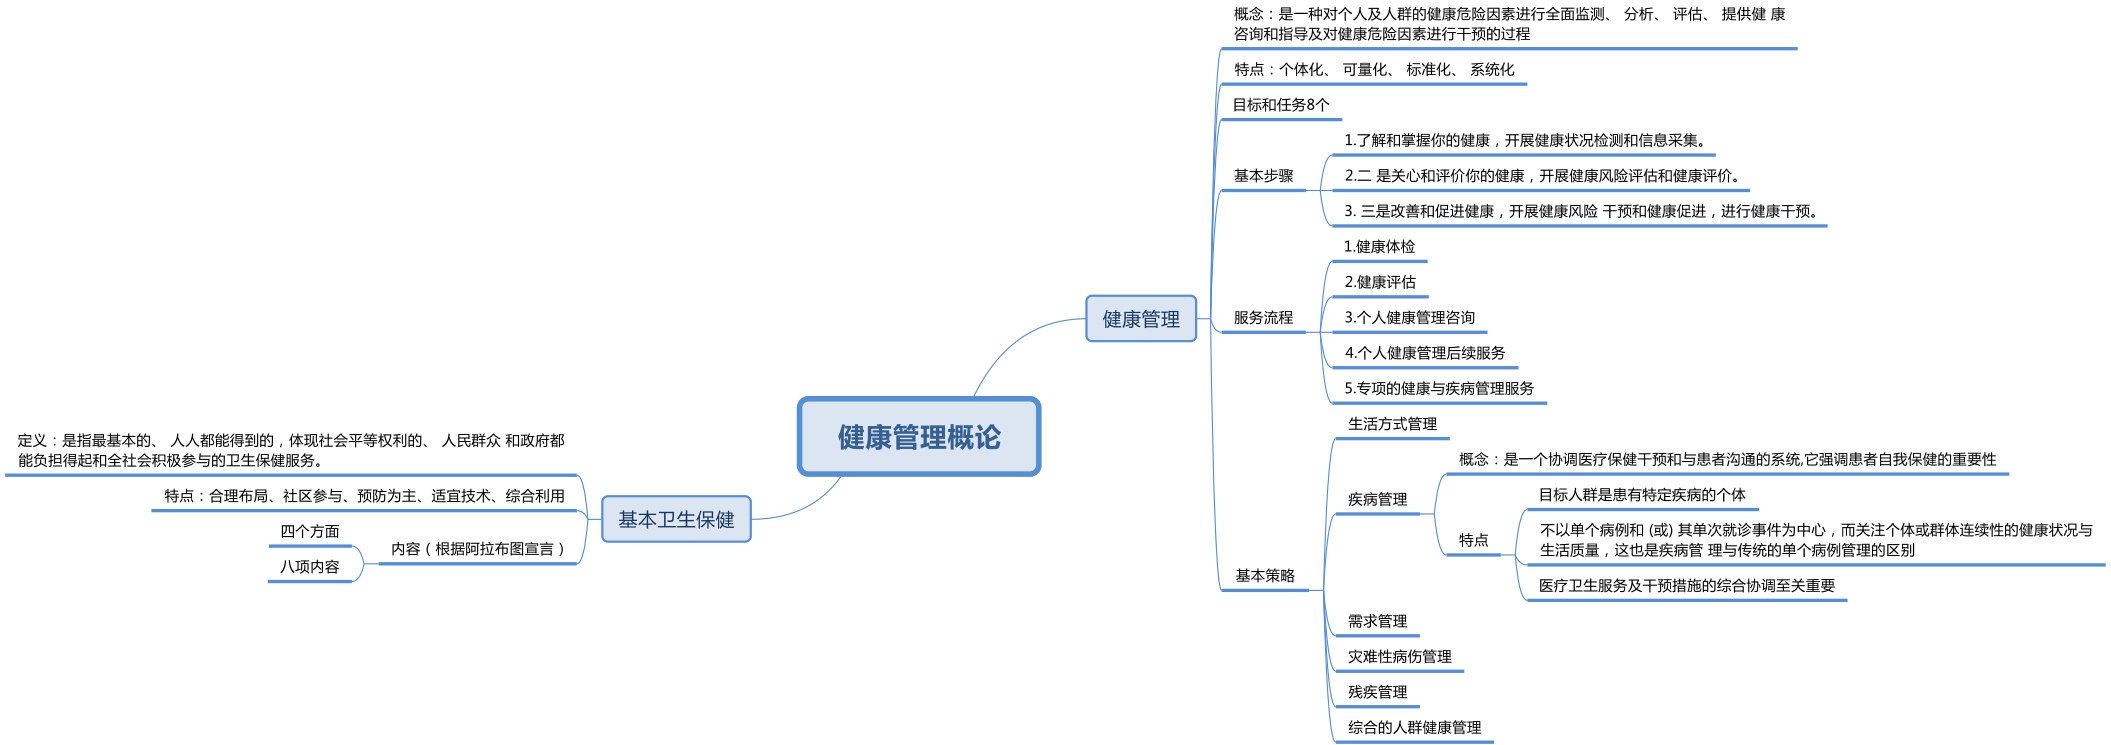 健康管理概论
健康管理
概念：是一种对个人及人群的健康危险因素进行全面监测、 分析、 评估、 提供健 康
咨询和指导及对健康危险因素进行干预的过程
特点：个体化、 可量化、 标准化、 系统化
目标和任务8个
基本步骤
1.了解和掌握你的健康，开展健康状况检测和信息采集。
2.二 是关心和评价你的健康，开展健康风险评估和健康评价。
3. 三是改善和促进健康，开展健康风险 干预和健康促进，进行健康干预。
服务流程
1.健康体检
2.健康评估
3.个人健康管理咨询
4.个人健康管理后续服务
5.专项的健康与疾病管理服务
基本策略
生活方式管理
疾病管理
概念：是一个协调医疗保健干预和与患者沟通的系统,它强调患者自我保健的重要性
特点
目标人群是患有特定疾病的个体
不以单个病例和 (或) 其单次就诊事件为中心，而关注个体或群体连续性的健康状况与
生活质量，这也是疾病管 理与传统的单个病例管理的区别
医疗卫生服务及干预措施的综合协调至关重要
需求管理
灾难性病伤管理
残疾管理
综合的人群健康管理
基本卫生保健
定义：是指最基本的、 人人都能得到的，体现社会平等权利的、 人民群众 和政府都
能负担得起和全社会积极参与的卫生保健服务。
特点：合理布局、社区参与、预防为主、适宜技术、综合利用
内容（根据阿拉布图宣言）
四个方面
八项内容